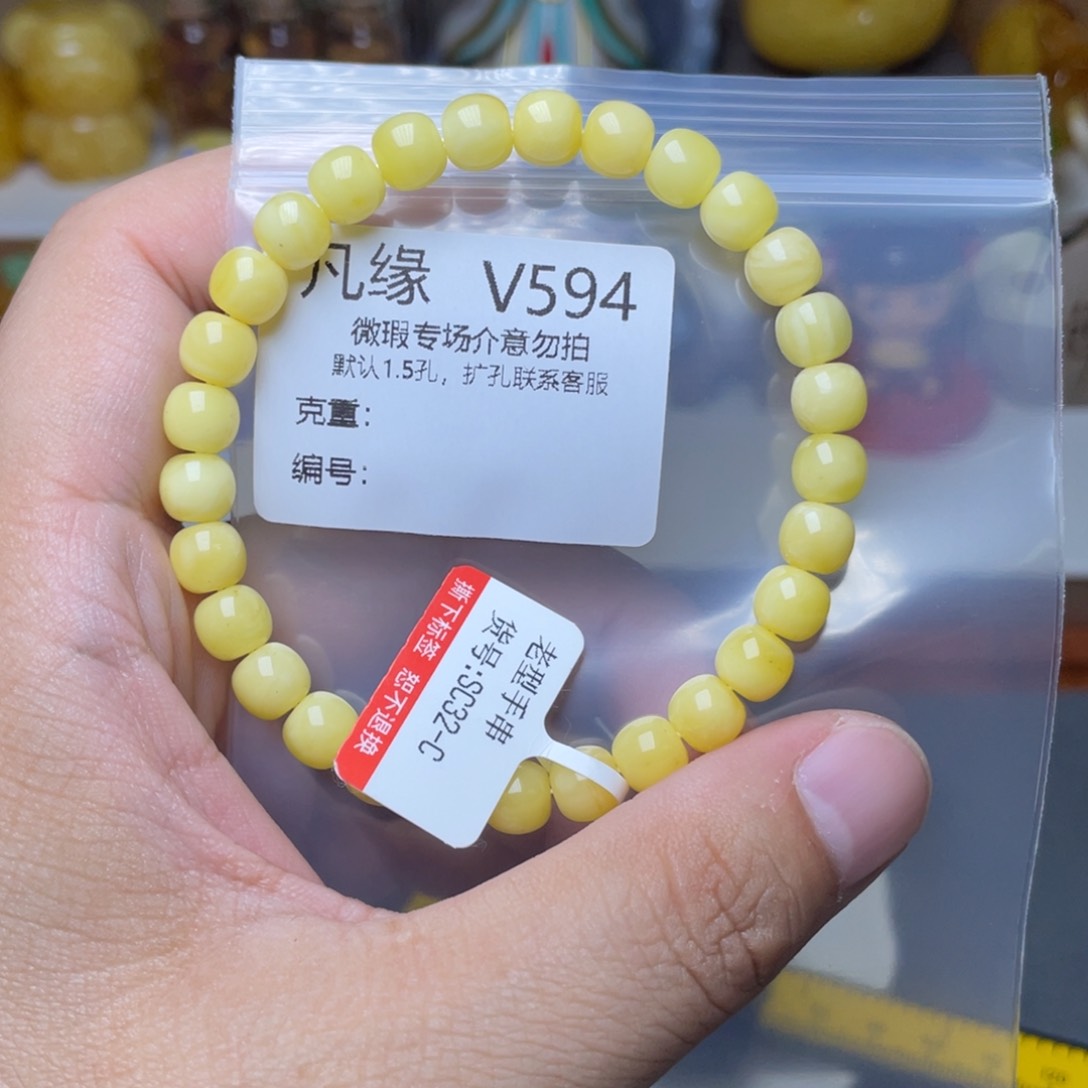 凡缘 V594
微瑕专场介意勿拍
默认1.5孔，扩孔联系客服
克重：
编号：
老型手串
货号:SC32-C
撕下标签 恕不退换